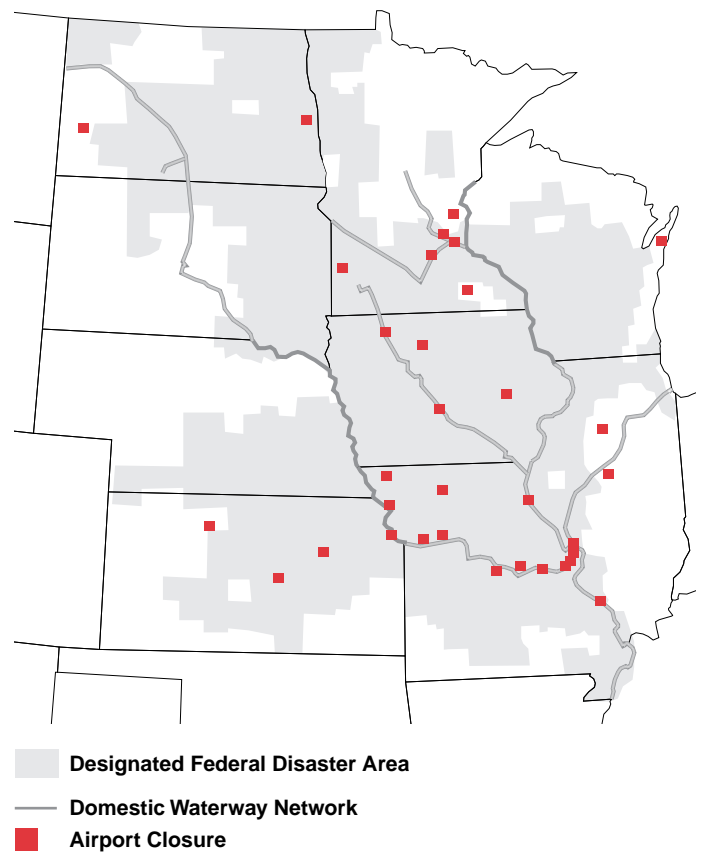 Designated Federal Disaster Area
Domestic Waterway Network
Airport Closure